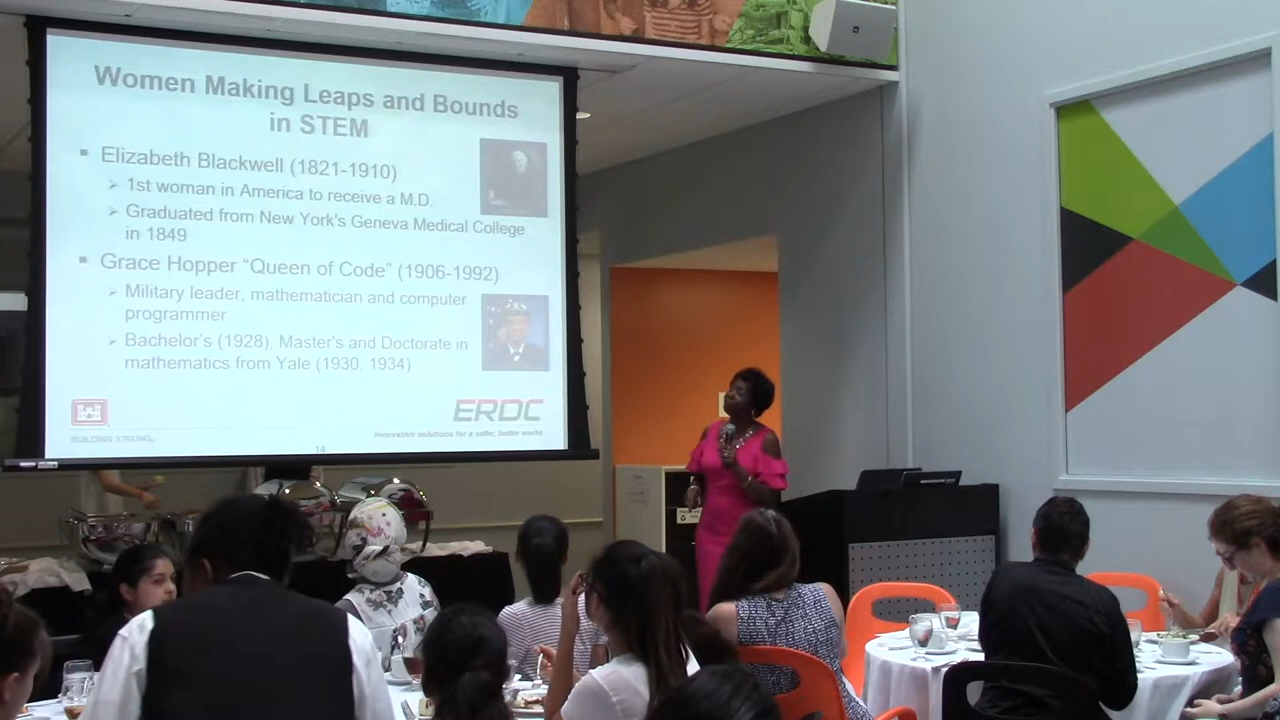 Women Making Leaps and Bounds
in STEM
▪ Elizabeth Blackwell (1821-1910)
➢ 1st woman in America to receive a M.D.
➢ Graduated from New York's Geneva Medical College
in 1849
▪ Grace Hopper “Queen of Code” (1906-1992)
➢ Military leader, mathematician and computer
programmer
➢ Bachelor's (1928), Master's and Doctorate in
mathematics from Yale (1930, 1934)
ERDC
BUILDING STRONG®
Innovative solutions for a safer, better world
14